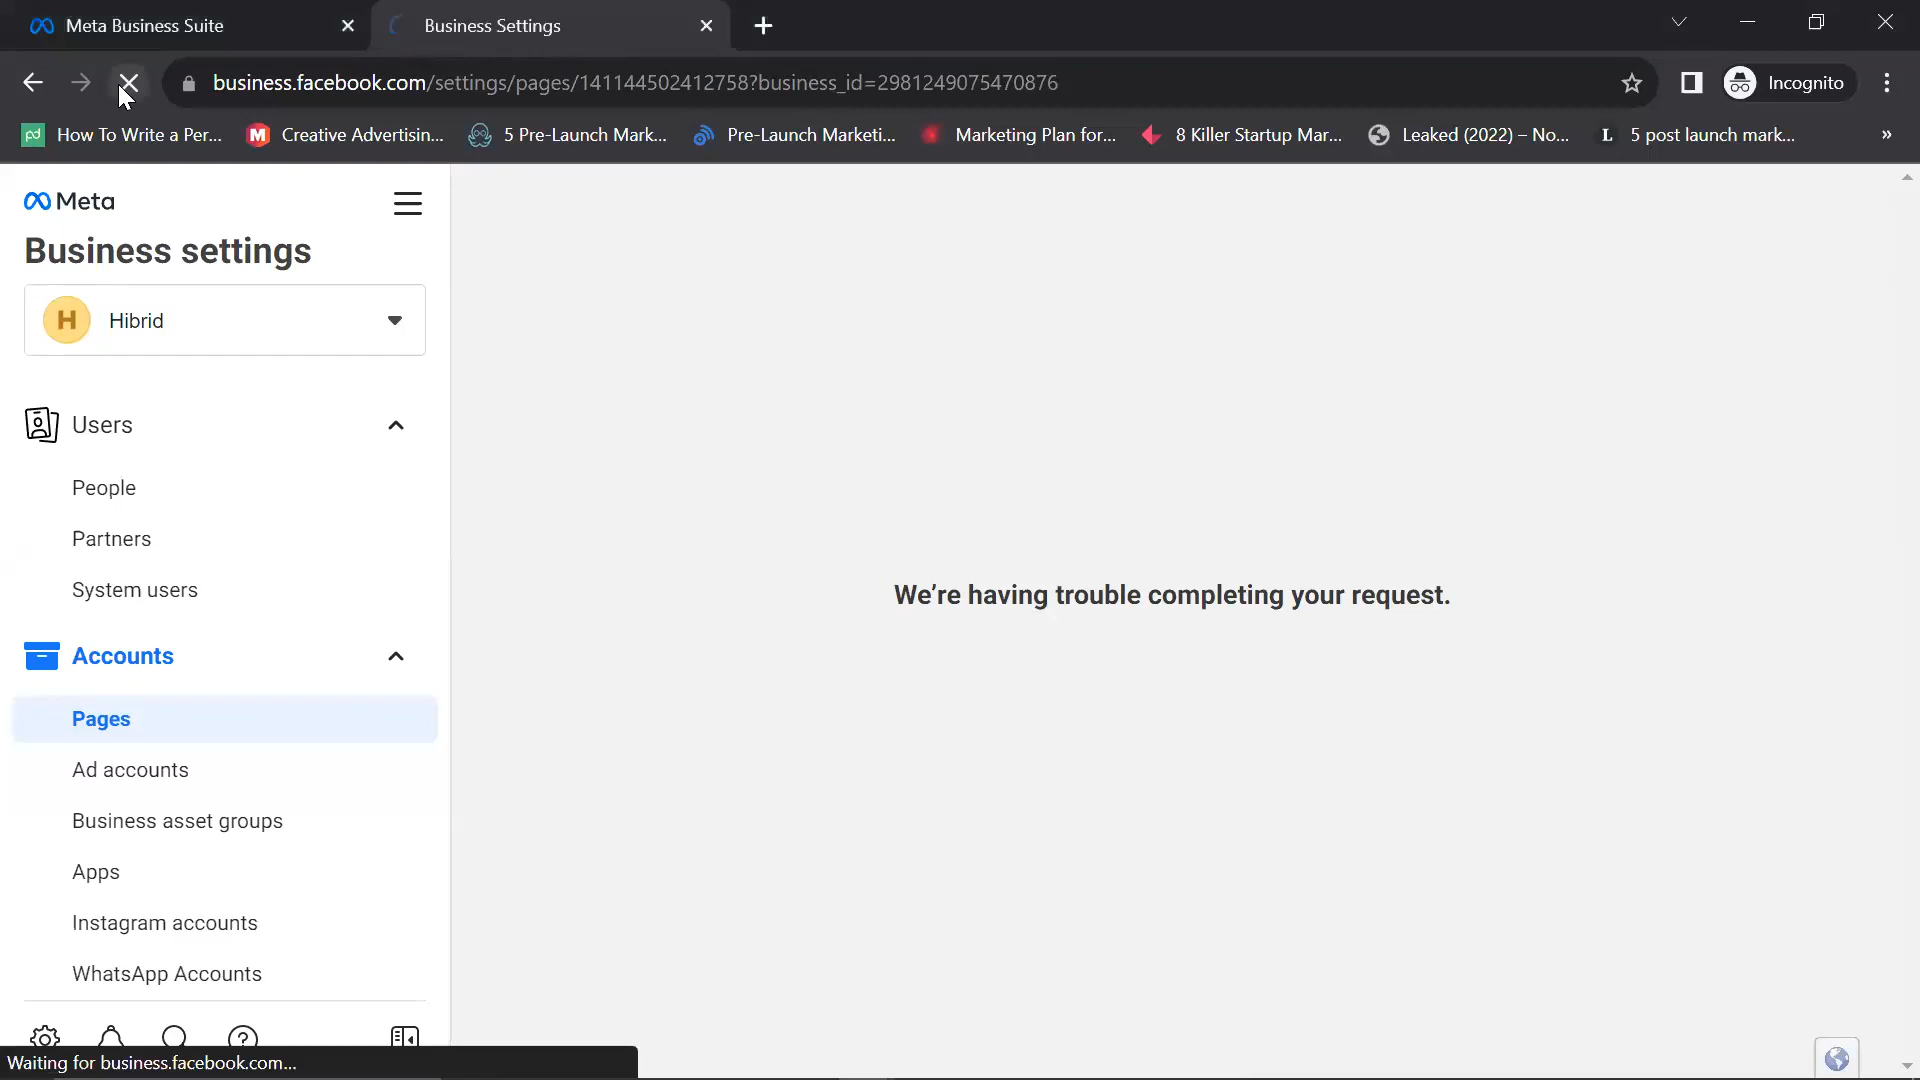 Meta Business Suite
Business Settings
business.facebook.com/settings/pages/1411445024127​58?business_id=2981249075470876
Incognito
pd How To Write a Per...
M Creative Advertisin...
5 Pre-Launch Mark...
Pre-Launch Marketi...
Marketing Plan for...
8 Killer Startup Mar...
Leaked (2022) – No...
L 5 post launch mark...
»
Meta
Business settings
H Hibrid
Users
People
Partners
System users
Accounts
Pages
Ad accounts
Business asset groups
Apps
Instagram accounts
WhatsApp Accounts
We're having trouble completing your request.
Waiting for business.facebook.com...